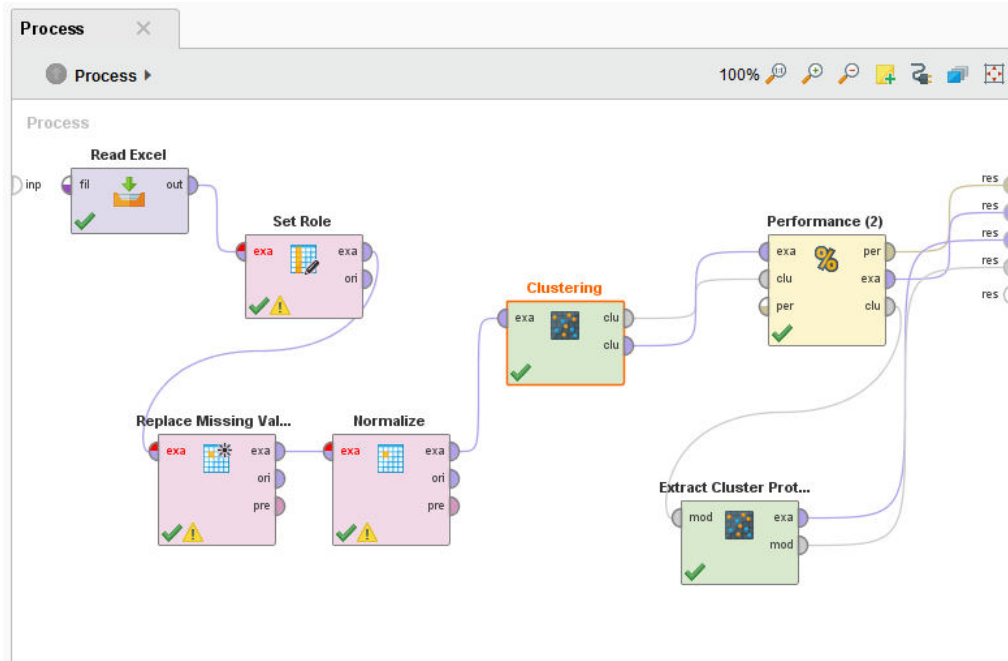 Process
Process
100%
Process
inp
Read Excel
fil
out
Set Role
exa
exa
ori
Replace Missing Val...
exa
exa
ori
pre
Normalize
exa
exa
ori
pre
Clustering
exa
clu
clu
Performance (2)
exa
per
clu
exa
per
clu
Extract Cluster Prot...
mod
exa
mod
res
res
res
res
res